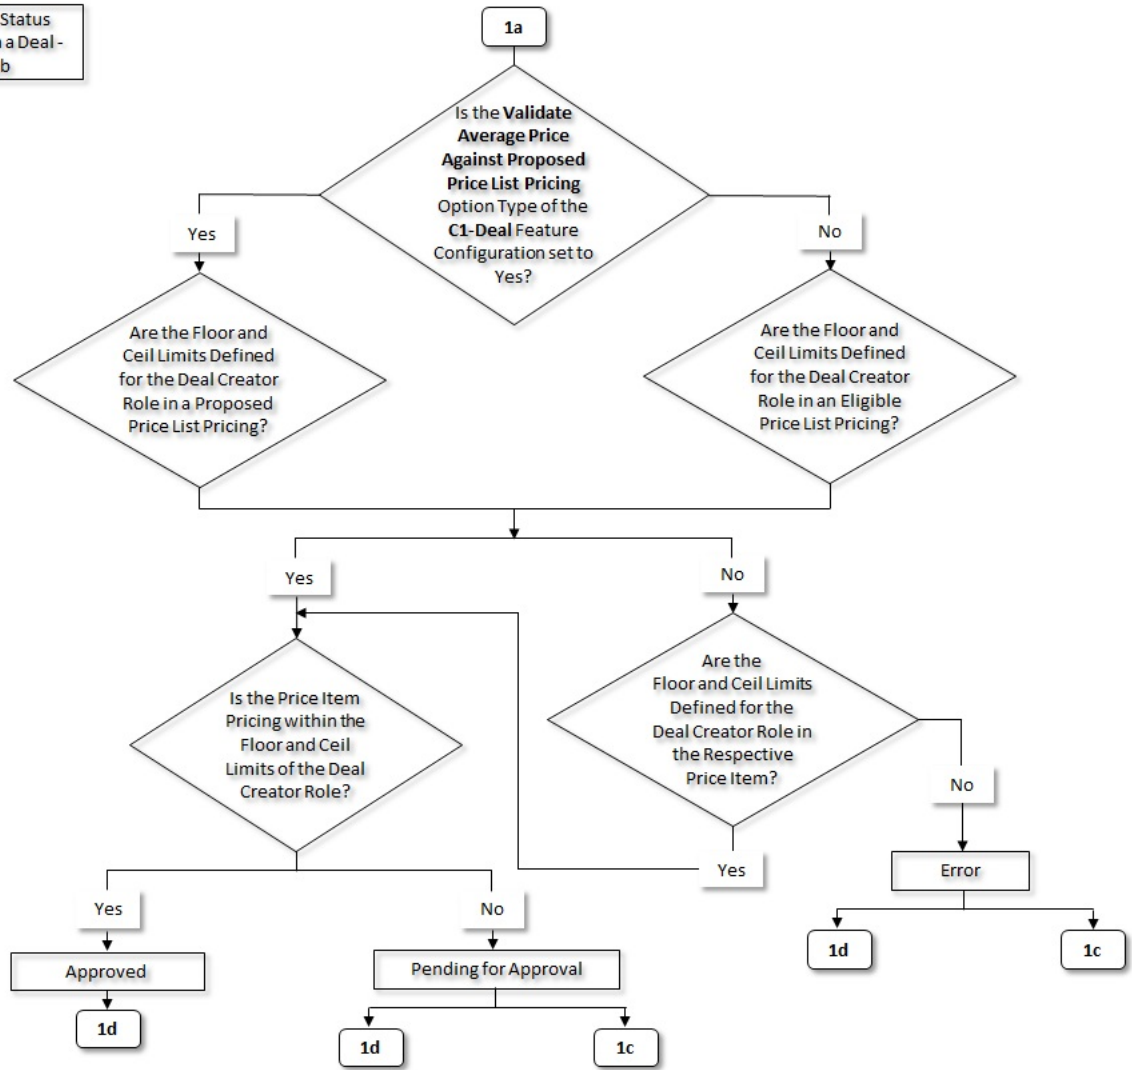 Status
a Deal -
b
1a
Is the Validate
Average Price
Against Proposed
Price List Pricing
Option Type of the
C1-Deal Feature
Configuration set to
Yes?
Yes
No
Are the Floor and
Ceil Limits Defined
for the Deal Creator
Role in a Proposed
Price List Pricing?
Are the Floor and
Ceil Limits Defined
for the Deal Creator
Role in an Eligible
Price List Pricing?
Yes
No
Is the Price Item
Pricing within the
Floor and Ceil
Limits of the Deal
Creator Role?
Are the
Floor and Ceil Limits
Defined for the
Deal Creator Role in
the Respective
Price Item?
No
Yes
Error
Yes
No
1d
1c
Approved
Pending for Approval
1d
1d
1c